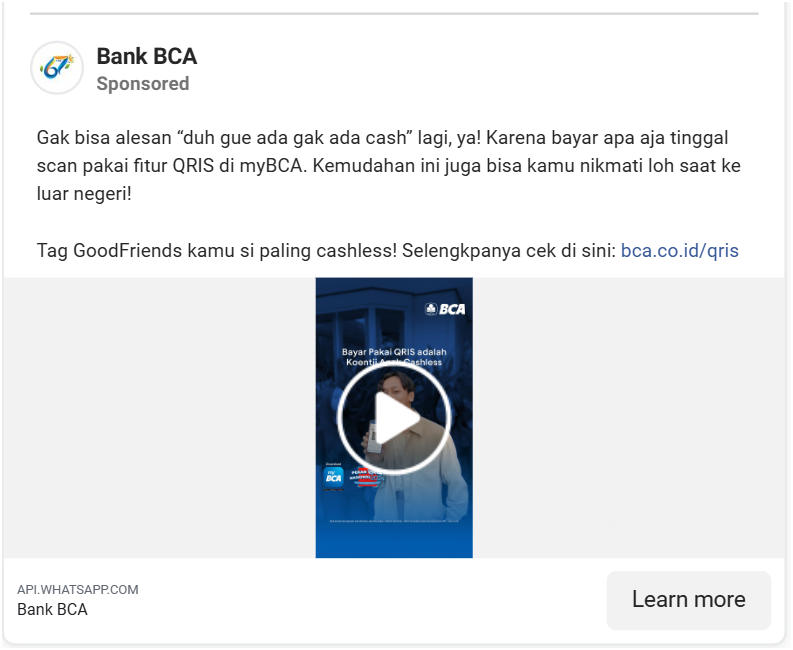 67
Bank BCA
Sponsored
Gak bisa alesan “duh gue ada gak ada cash” lagi, ya! Karena bayar apa aja tinggal
scan pakai fitur QRIS di myBCA. Kemudahan ini juga bisa kamu nikmati loh saat ke
luar negeri!
Tag GoodFriends kamu si paling cashless! Selengkpanya cek di sini: bca.co.id/qris
BCA
Bayar Pakai QRIS adalah
Koentji Anak Cashless
Download
my
BCA
API.WHATSAPP.COM
Bank BCA
Learn more